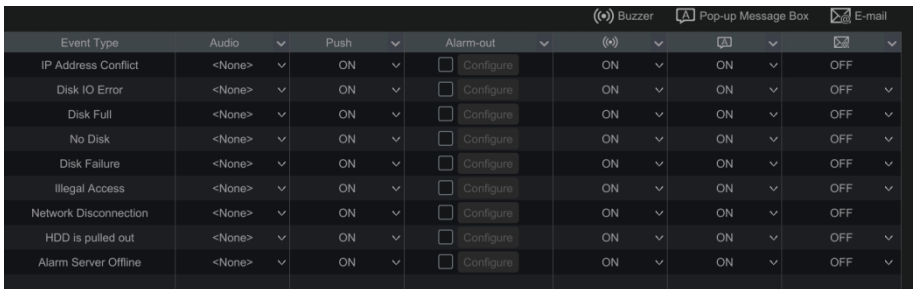 Buzzer Pop-up Message Box E-mail
Event Type Audio Push Alarm-out
IP Address Conflict <None> ON Configure ON ON OFF
Disk IO Error <None> ON Configure ON ON OFF
Disk Full <None> ON Configure ON ON OFF
No Disk <None> ON Configure ON ON OFF
Disk Failure <None> ON Configure ON ON OFF
Illegal Access <None> ON Configure ON ON OFF
Network Disconnection <None> ON Configure ON ON OFF
HDD is pulled out <None> ON Configure ON ON OFF
Alarm Server Offline <None> ON Configure ON ON OFF